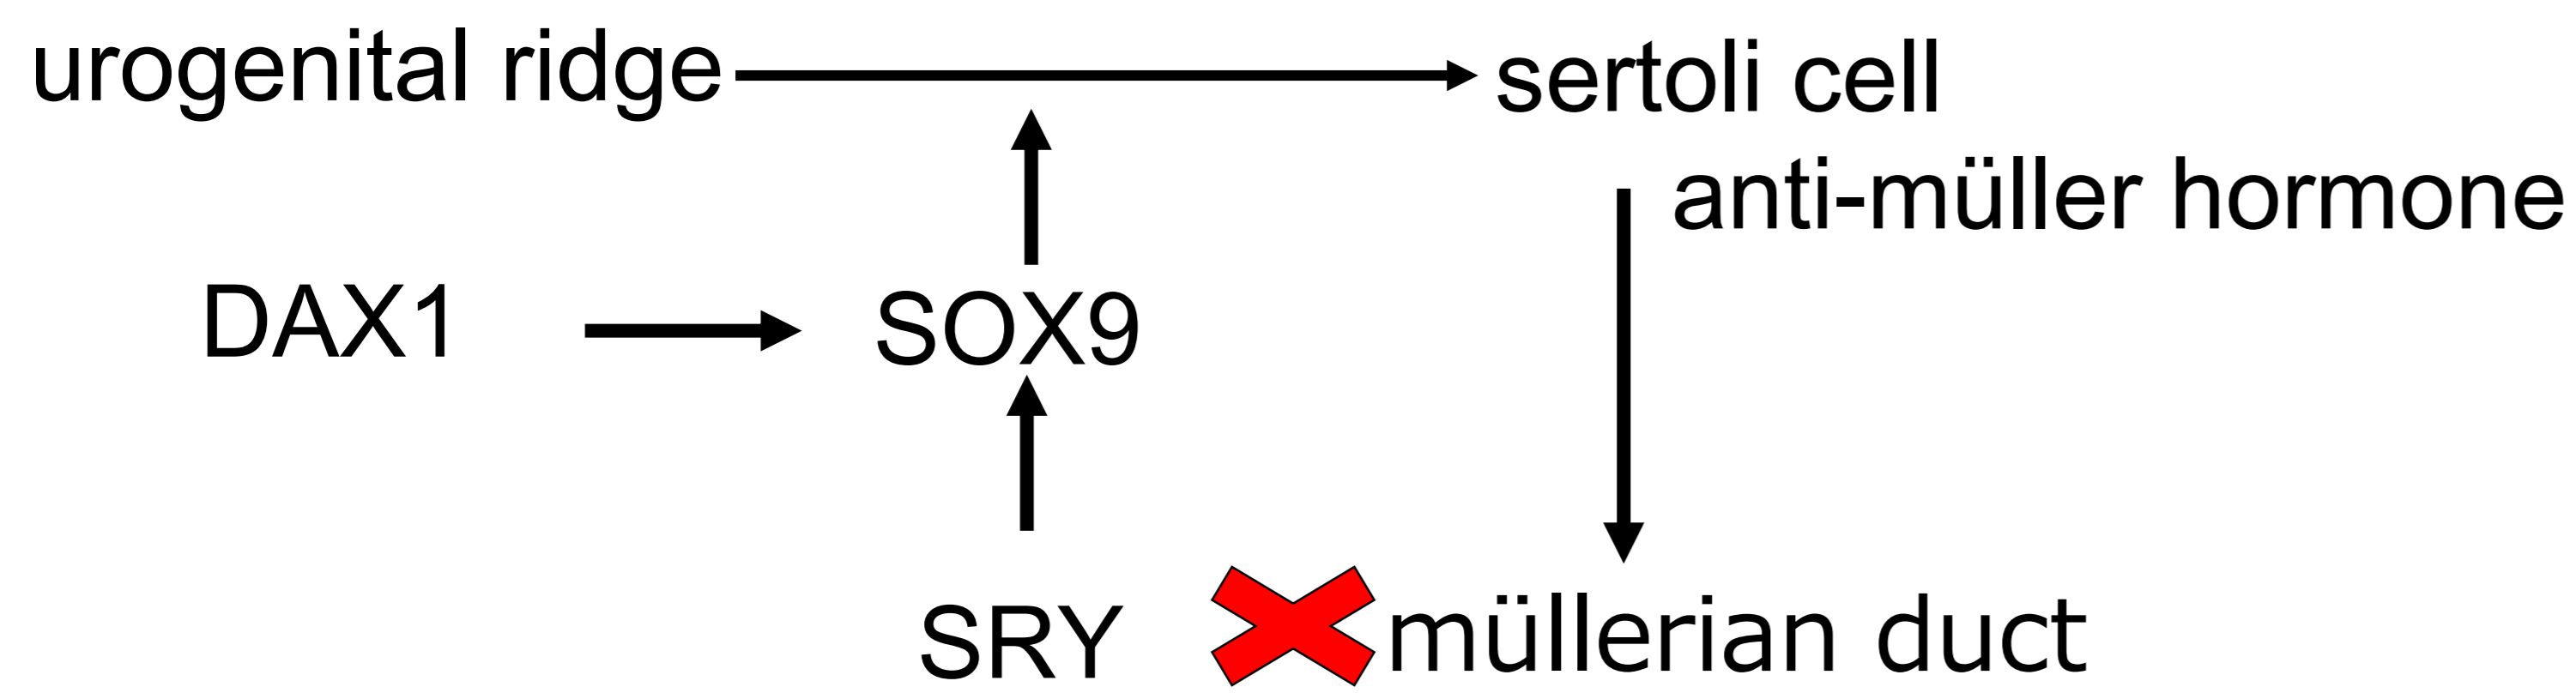 urogenital ridge
sertoli cell
anti-müller hormone
DAX1
SOX9
SRY
müllerian duct